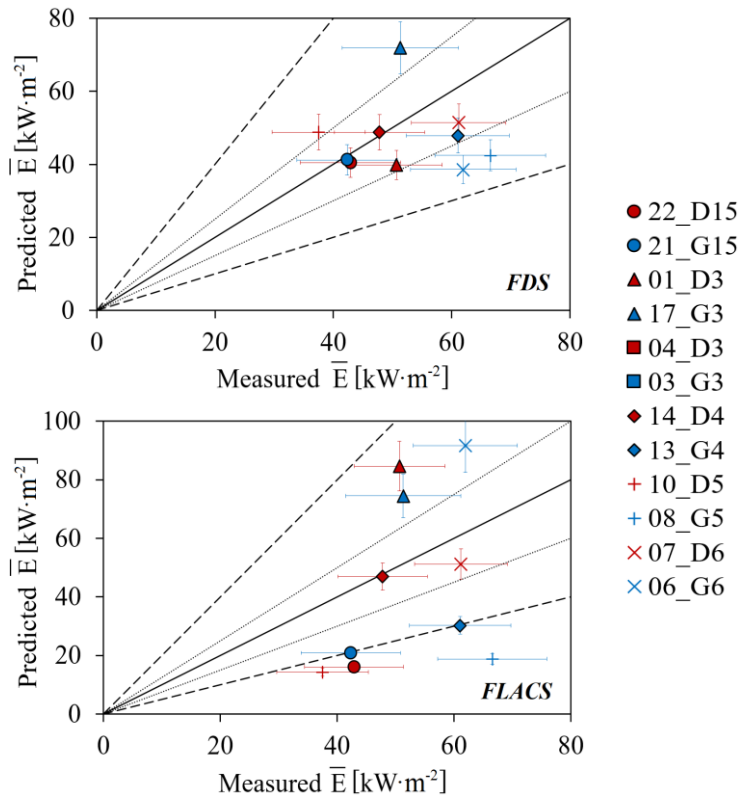 80
60
40
20
0
Predicted E̅ [kW·m⁻²]
FDS
0 20 40 60 80
Measured E̅ [kW·m⁻²]
22_D15
21_G15
01_D3
17_G3
04_D3
03_G3
14_D4
13_G4
10_D5
08_G5
07_D6
06_G6
100
80
60
40
20
0
Predicted E̅ [kW·m⁻²]
FLACS
0 20 40 60 80
Measured E̅ [kW·m⁻²]